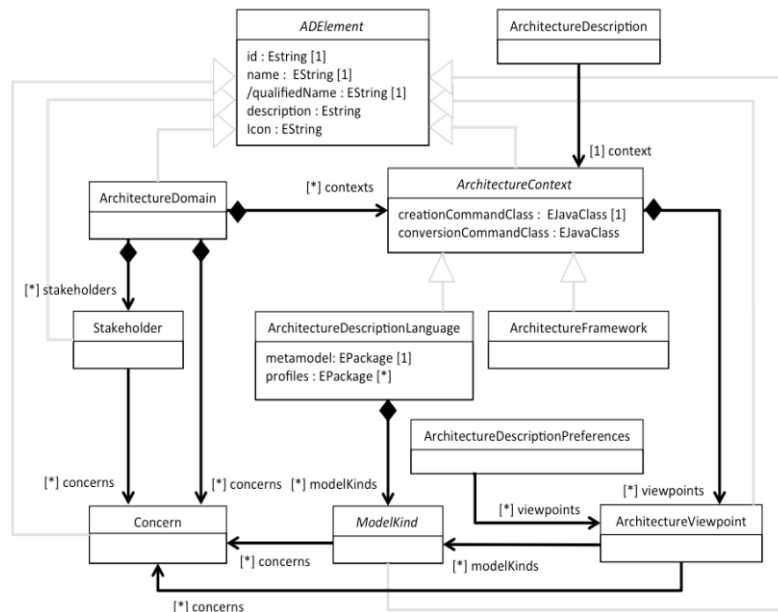 ADElement
id : Estring [1]
name : EString [1]
/qualifiedName : EString [1]
description : Estring
Icon : EString
ArchitectureDescription
[1] context
ArchitectureDomain
[*] contexts
ArchitectureContext
creationCommandClass : EJavaClass [1]
conversionCommandClass : EJavaClass
[*] stakeholders
Stakeholder
ArchitectureDescriptionLanguage
metamodel: EPackage [1]
profiles : EPackage [*]
ArchitectureFramework
ArchitectureDescriptionPreferences
[*] concerns
[*] concerns
[*] modelKinds
[*] viewpoints
[*] viewpoints
Concern
ModelKind
ArchitectureViewpoint
[*] concerns
[*] modelKinds
[*] concerns